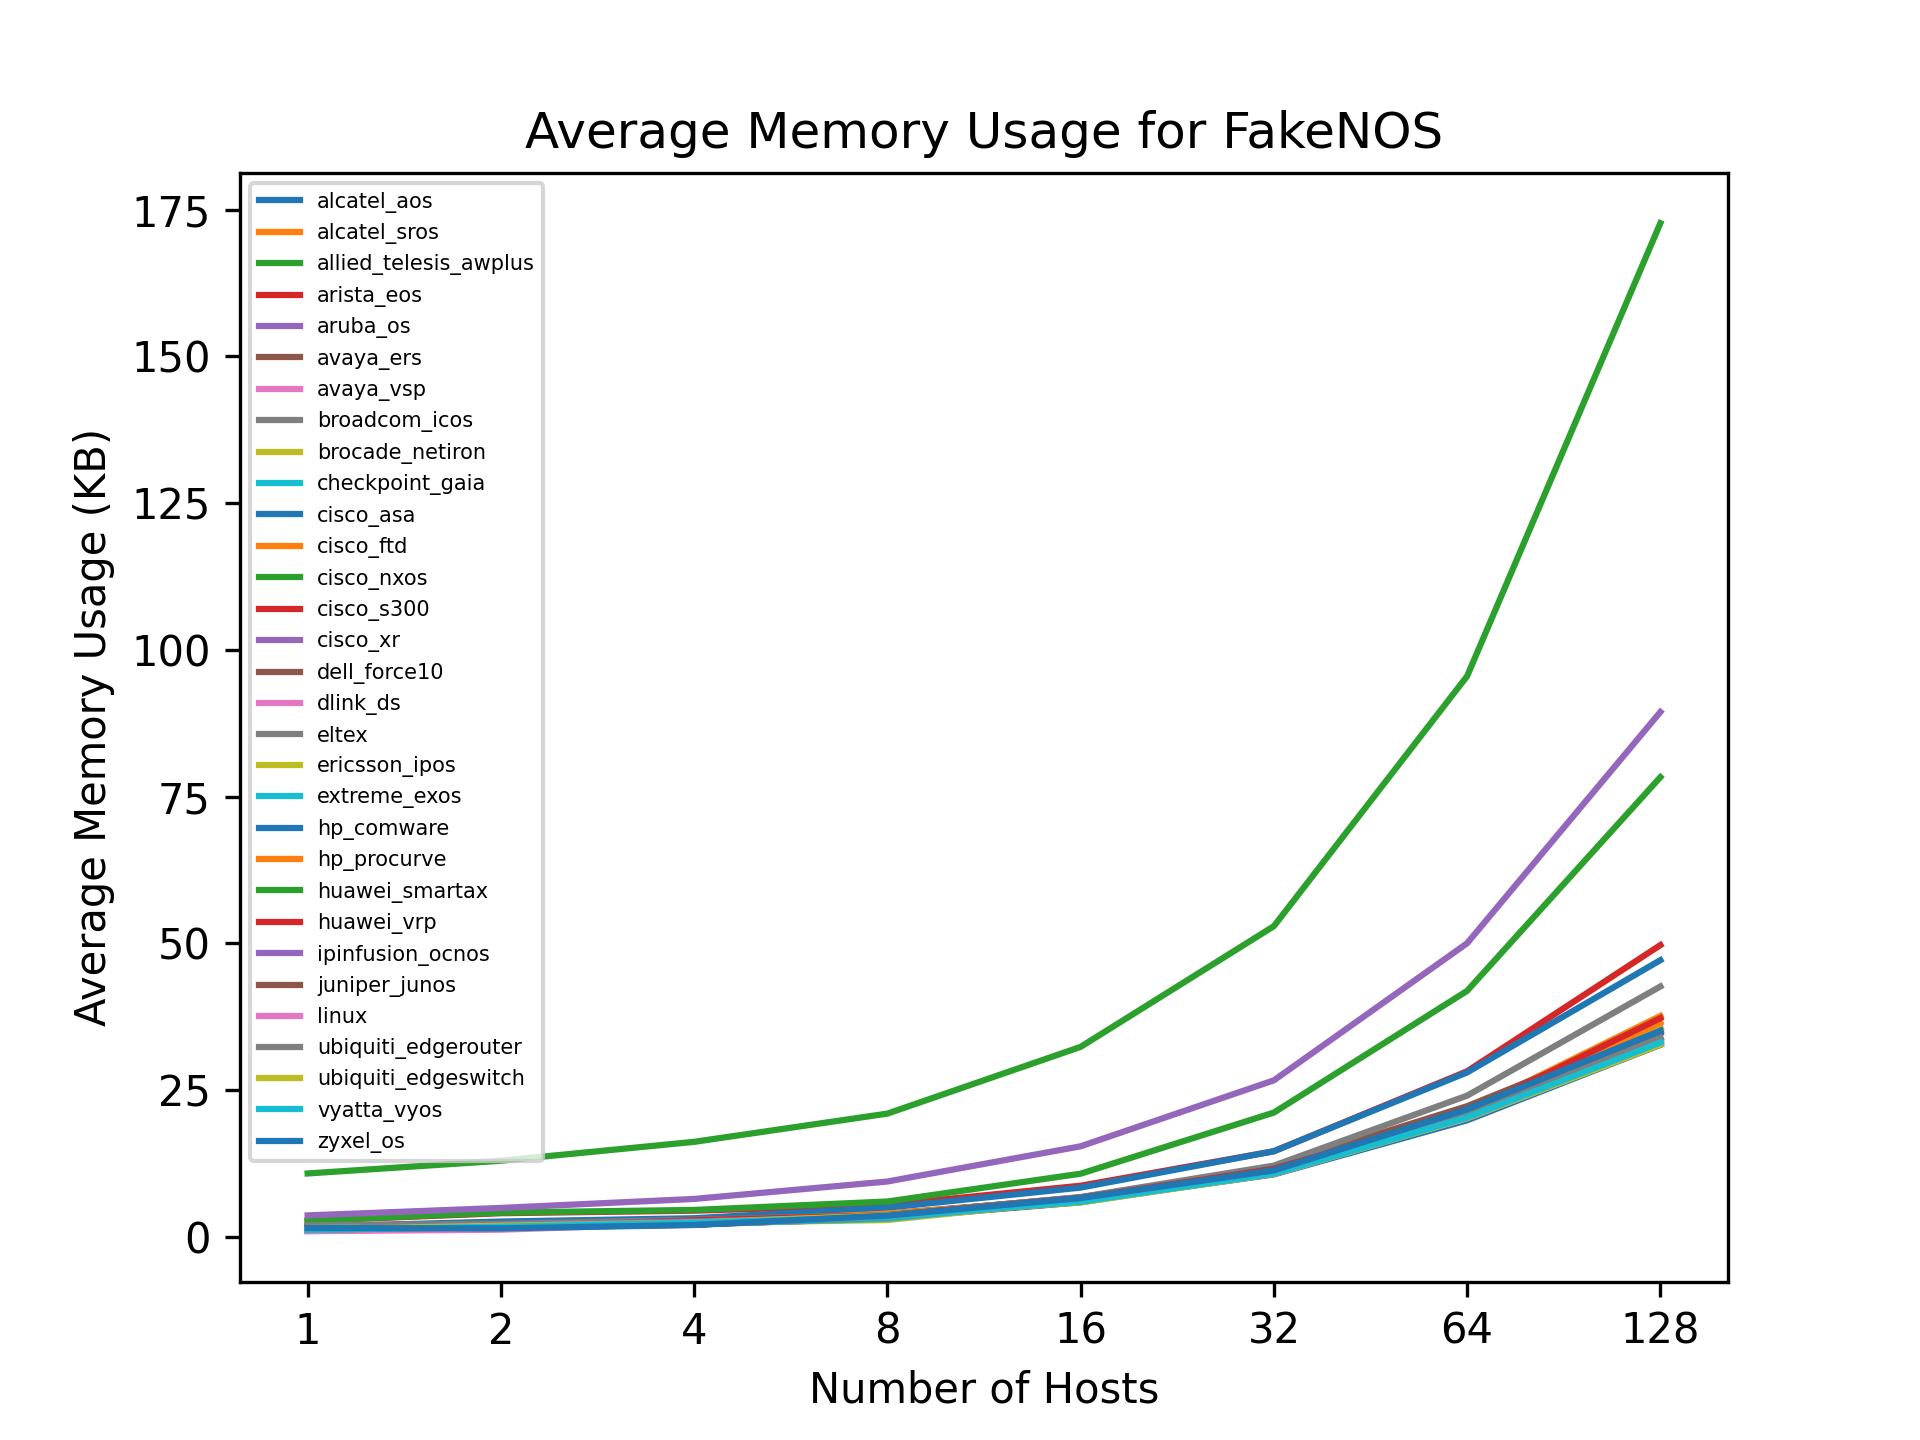 Average Memory Usage for FakeNOS
Average Memory Usage (KB)
175
150
125
100
75
50
25
0
alcatel_aos
alcatel_sros
allied_telesis_awplus
arista_eos
aruba_os
avaya_ers
avaya_vsp
broadcom_icos
brocade_netiron
checkpoint_gaia
cisco_asa
cisco_ftd
cisco_nxos
cisco_s300
cisco_xr
dell_force10
dlink_ds
eltex
ericsson_ipos
extreme_exos
hp_comware
hp_procurve
huawei_smartax
huawei_vrp
ipinfusion_ocnos
juniper_junos
linux
ubiquiti_edgerouter
ubiquiti_edgeswitch
vyatta_vyos
zyxel_os
1 2 4 8 16 32 64 128
Number of Hosts